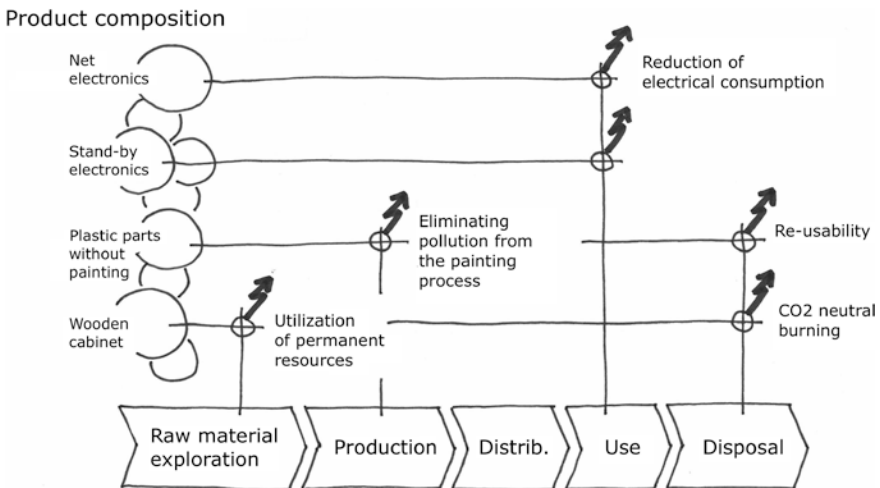 Product composition
Net
electronics
Reduction of
electrical consumption
Stand-by
electronics
Plastic parts
without
painting
Eliminating
pollution from
the painting
process
Re-usability
Wooden
cabinet
Utilization
of permanent
resources
CO2 neutral
burning
Raw material
exploration
Production
Distrib.
Use
Disposal